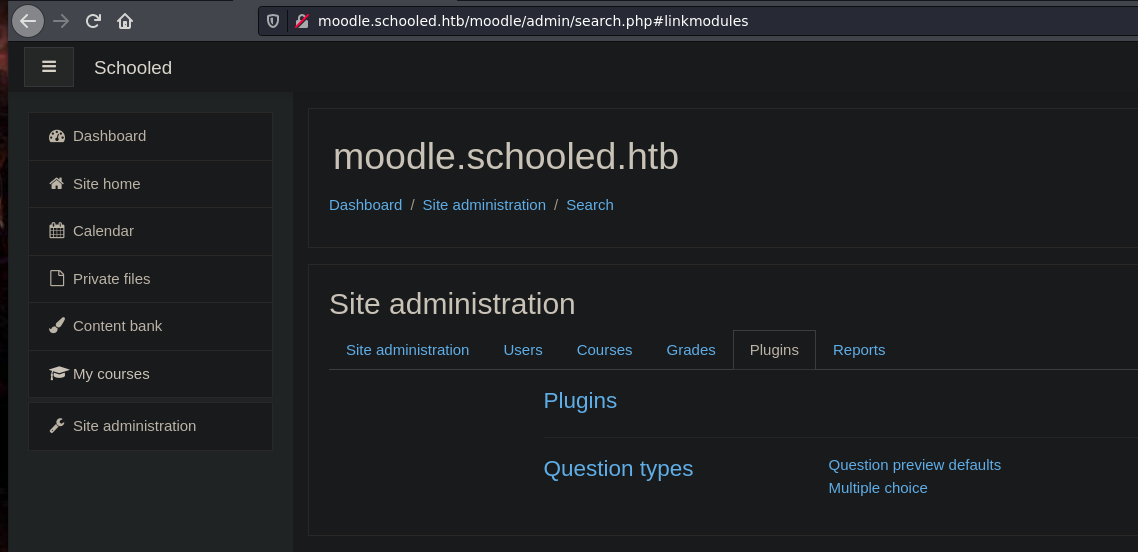 moodle.schooled.htb/moodle/admin/search.php#linkmodules
Schooled
Dashboard
Site home
Calendar
Private files
Content bank
My courses
Site administration
moodle.schooled.htb
Dashboard / Site administration / Search
Site administration
Site administration Users Courses Grades Plugins Reports
Plugins
Question types
Question preview defaults
Multiple choice